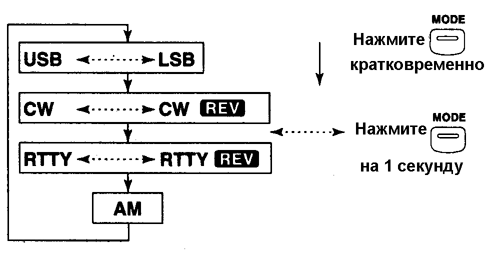 MODE
Нажмите
кратковременно
USB LSB
CW CW REV
MODE
Нажмите
RTTY RTTY REV
на 1 секунду
AM